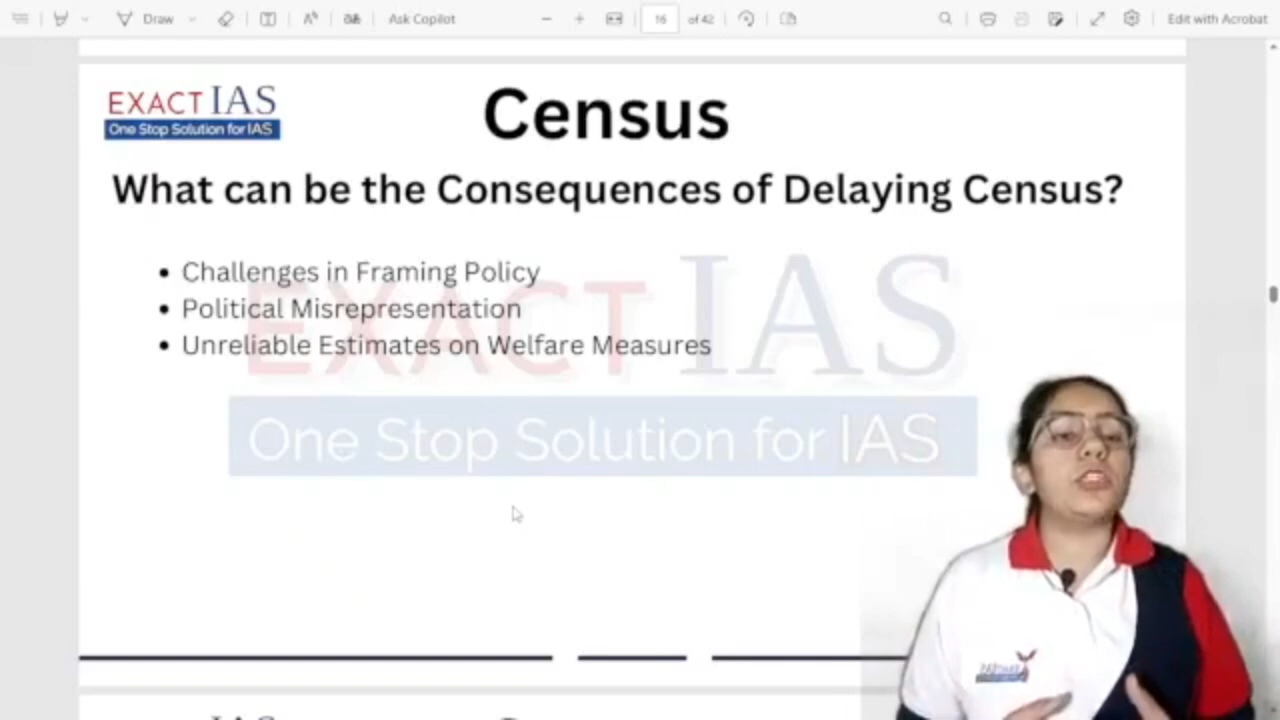 Draw
Ask Copilot
16 of 42
Edit with Acrobat
EXACT IAS
One Stop Solution for IAS
Census
What can be the Consequences of Delaying Census?
Challenges in Framing Policy
Political Misrepresentation
Unreliable Estimates on Welfare Measures
EXACT IAS
One Stop Solution for IAS